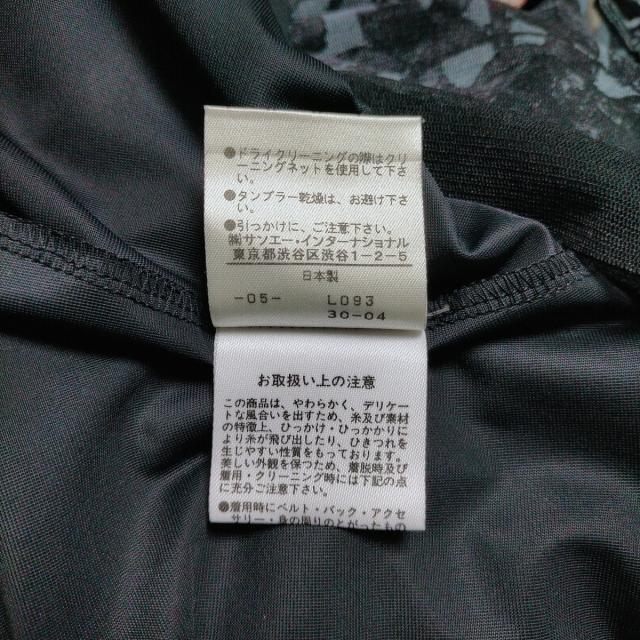 ●ドライクリーニングの際はクリ
ーニングネットを使用して下さ
い。
●タンブラー乾燥は、お避け下さ
い。
●引っかけに、ご注意下さい。
㈱サンエー・インターナショナル
東京都渋谷区渋谷1-2-5
日本製
-05- L093
30-04
お取扱い上の注意
この商品は、やわらかく、デリケー
トな風合いを出すため、糸及び素材
の特徴上、ひっかけ・ひっかかりに
より糸が飛び出したり、ひきつれを
生じやすい性質をもっております。
美しい外観を保つため、着脱時及び
着用・クリーニング時には下記の点
に充分ご注意下さい。
●着用時にベルト・バック・アクセ
サリー・身の周りのとがったもの